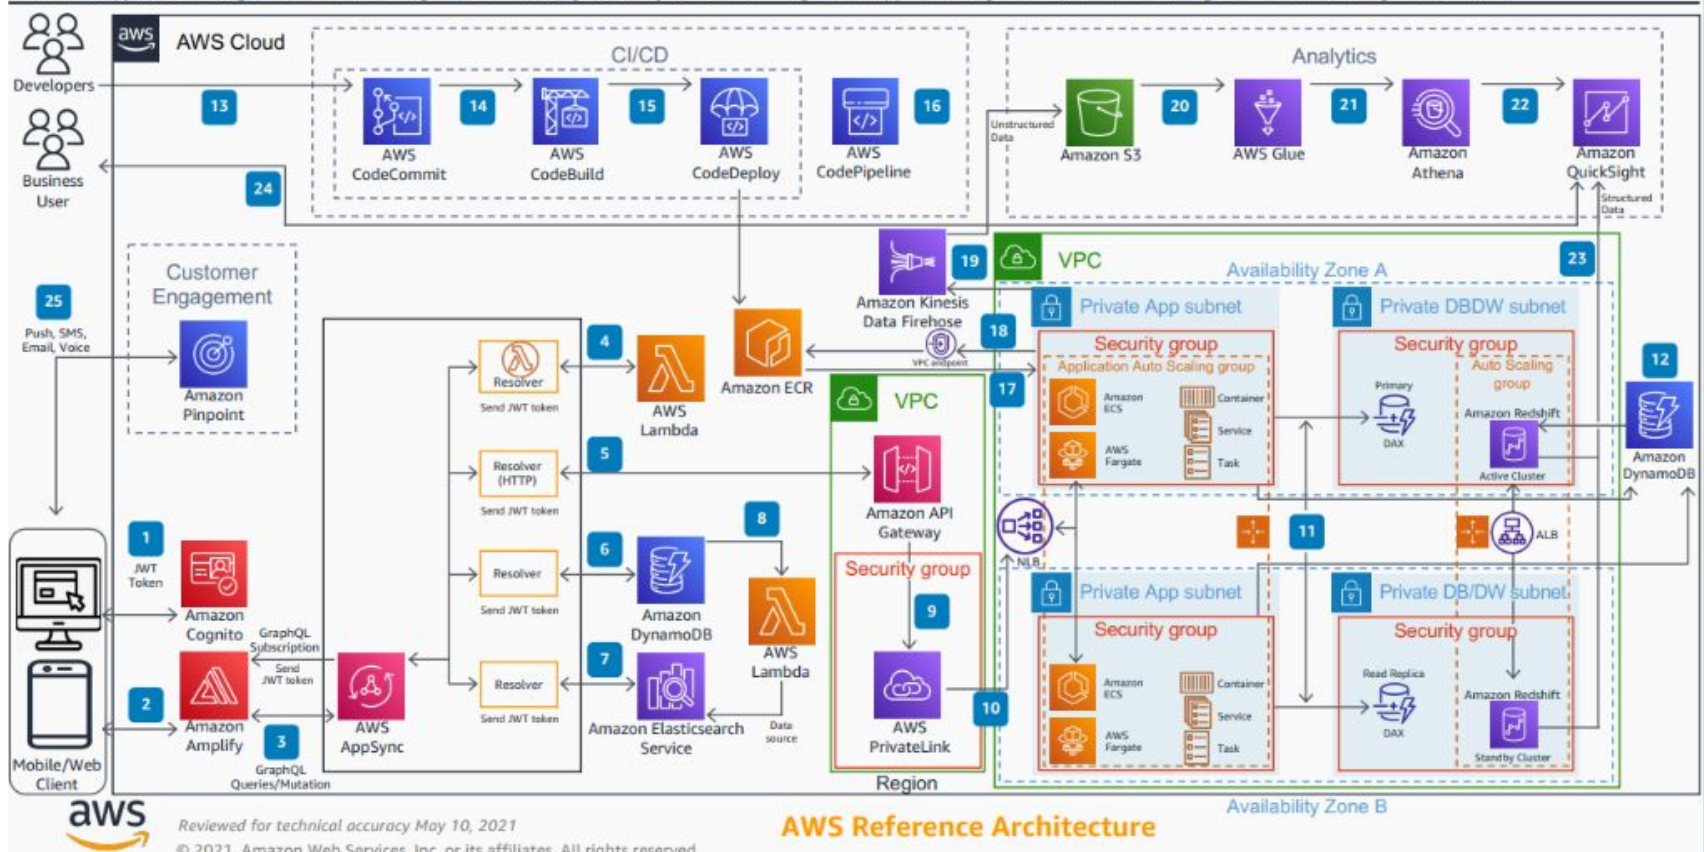 Developers
Business
User
aws
AWS Cloud
13
24
CI/CD
AWS
CodeCommit
14
AWS
CodeBuild
15
AWS
CodeDeploy
AWS
CodePipeline
16
Analytics
Unstructured
Data
Amazon S3
20
AWS Glue
21
Amazon
Athena
22
Amazon
QuickSight
Structured
Data
23
Customer
Engagement
Amazon
Pinpoint
25
Push, SMS,
Email, Voice
Mobile/Web
Client
1
JWT
Token
Amazon
Cognito
2
Amazon
Amplify
GraphQL
Subscription
Send
JWT token
3
GraphQL
Queries/Mutation
AWS
AppSync
Resolver
Send JWT token
Resolver
(HTTP)
Send JWT token
Resolver
Send JWT token
Resolver
Send JWT token
4
AWS
Lambda
5
6
Amazon
DynamoDB
7
Amazon Elasticsearch
Service
8
AWS
Lambda
Data
source
Amazon ECR
Amazon Kinesis
Data Firehose
19
18
VPC endpoint
17
VPC
Amazon API
Gateway
Security group
9
AWS
PrivateLink
10
Region
NLB
VPC
Availability Zone A
Private App subnet
Security group
Application Auto Scaling group
Amazon
ECS
AWS
Fargate
Container
Service
Task
Private DBDW subnet
Security group
Auto Scaling
group
Primary
DAX
Amazon Redshift
Active Cluster
12
Amazon
DynamoDB
11
ALB
Private App subnet
Security group
Amazon
ECS
AWS
Fargate
Container
Service
Task
Private DB/DW subnet
Security group
Read Replica
DAX
Amazon Redshift
Standby Cluster
Availability Zone B
aws
Reviewed for technical accuracy May 10, 2021
© 2021, Amazon Web Services, Inc. or its affiliates. All rights reserved.
AWS Reference Architecture